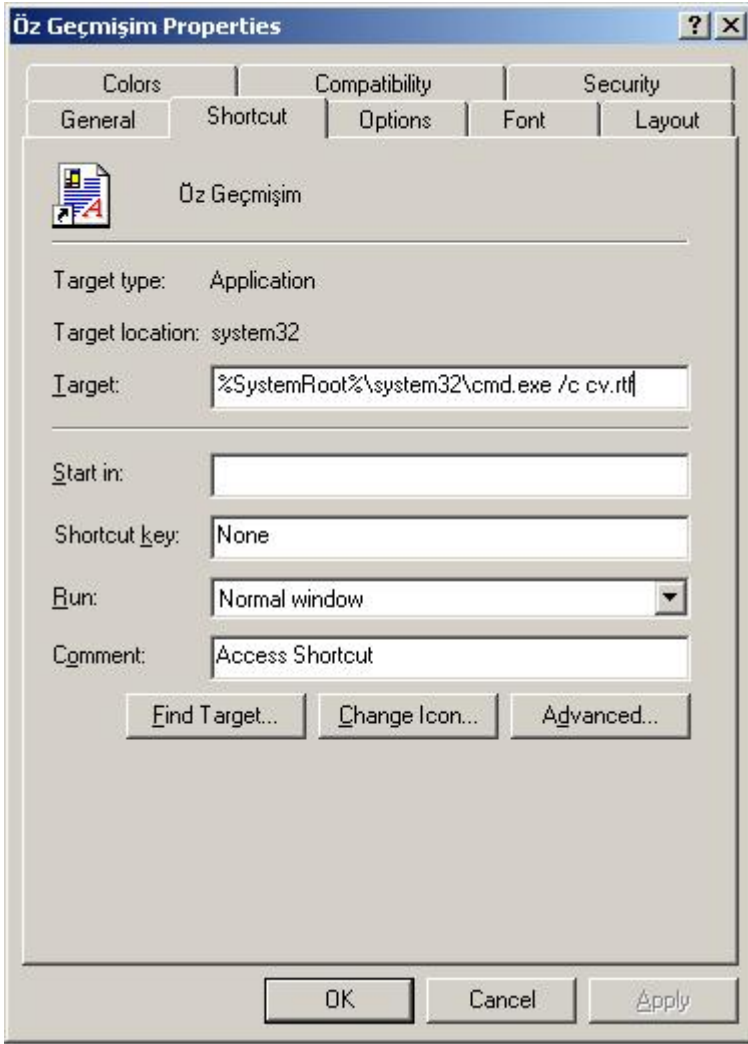 Öz Geçmişim Properties
Colors Compatibility Security
General Shortcut Options Font Layout
Öz Geçmişim
Target type: Application
Target location: system32
Target: %SystemRoot%\system32\cmd.exe /c cv.rtf
Start in:
Shortcut key: None
Run: Normal window
Comment: Access Shortcut
Find Target... Change Icon... Advanced...
OK Cancel Apply